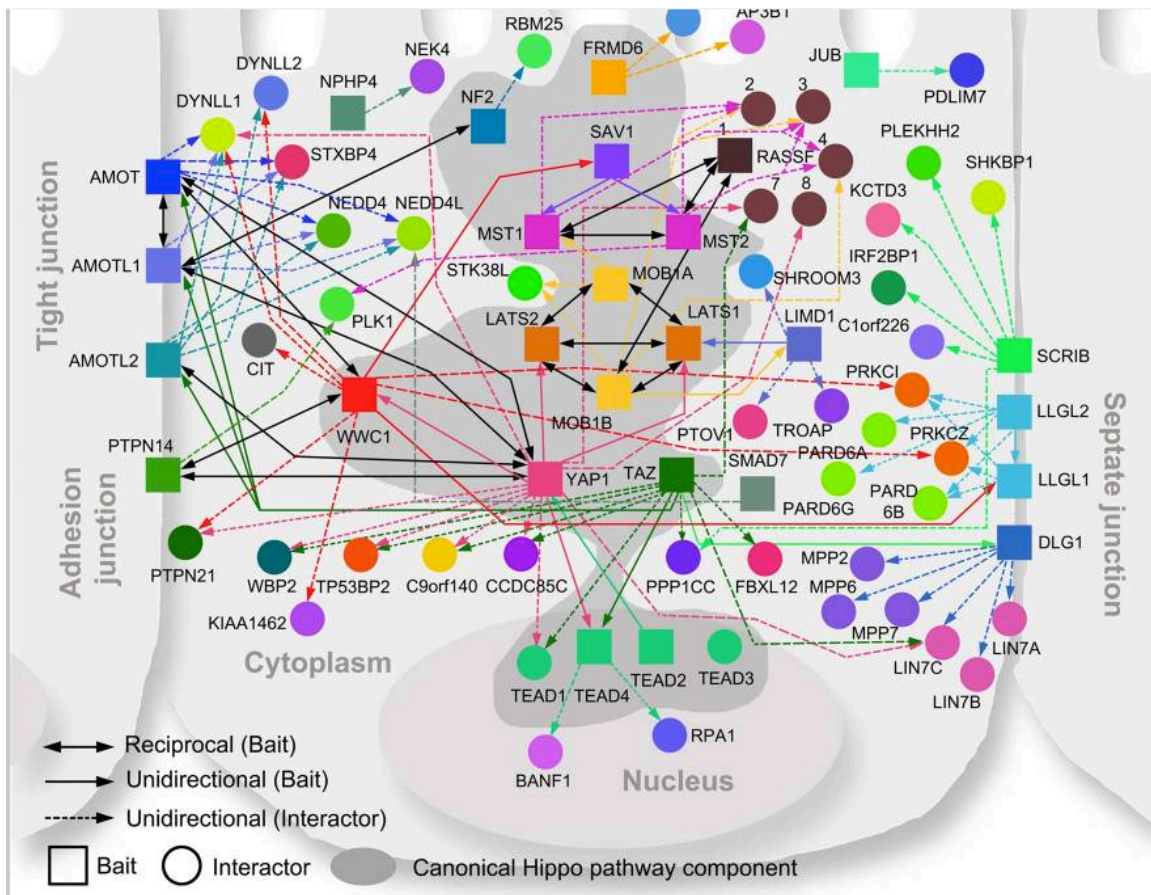 RBM25
AP3B1
DYNLL2
NEK4
FRMD6
JUB
NPHP4
DYNLL1
NF2
2
3
PDLIM7
SAV1
1
4
PLEKHH2
STXBP4
RASSF
SHKBP1
AMOT
7
8
KCTD3
NEDD4
NEDD4L
MST1
MST2
IRF2BP1
AMOTL1
STK38L
MOB1A
SHROOM3
PLK1
LATS2
LATS1
LIMD1
C1orf226
Tight junction
AMOTL2
CIT
SCRIB
PRKCI
WWC1
MOB1B
PTOV1
TROAP
LLGL2
PRKCZ
PTPN14
PARD6A
YAP1
TAZ
SMAD7
LLGL1
PARD6G
PARD
6B
Septate junction
Adhesion
junction
DLG1
PTPN21
WBP2
TP53BP2
C9orf140
CCDC85C
PPP1CC
FBXL12
MPP2
MPP6
MPP7
KIAA1462
LIN7A
LIN7C
LIN7B
Cytoplasm
TEAD1
TEAD4
TEAD2
TEAD3
RPA1
BANF1
Nucleus
Reciprocal (Bait)
Unidirectional (Bait)
Unidirectional (Interactor)
Bait
Interactor
Canonical Hippo pathway component